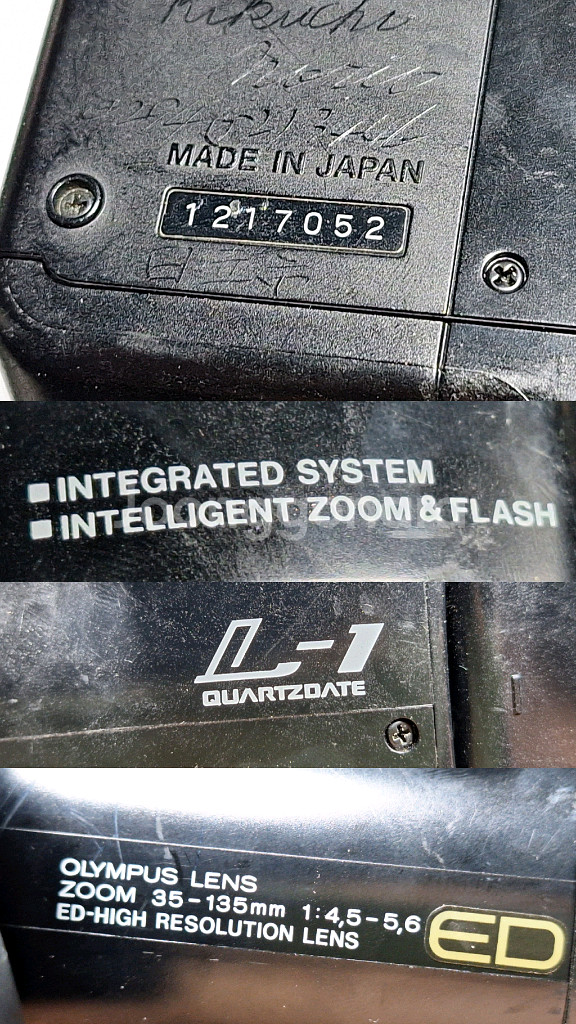 Kikuchi
MADE IN JAPAN
1217052
INTEGRATED SYSTEM
INTELLIGENT ZOOM & FLASH
L-1
QUARTZDATE
OLYMPUS LENS
ZOOM 35-135mm 1:4,5-5,6
ED-HIGH RESOLUTION LENS
ED